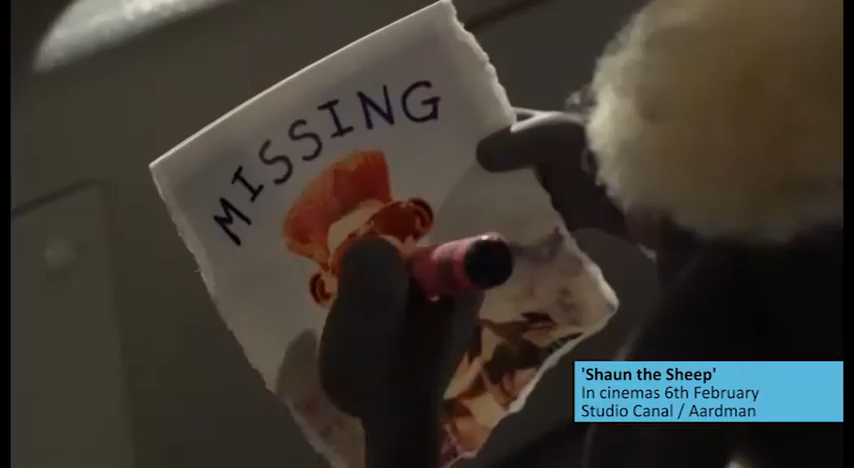 MISSING
'Shaun the Sheep'
In cinemas 6th February
Studio Canal / Aardman